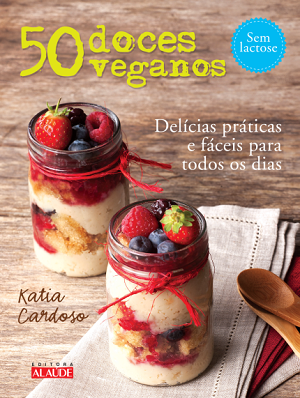 50 doces
veganos
Sem
lactose
Delícias práticas
e fáceis para
todos os dias
Katia
Cardoso
EDITORA
ALAÚDE